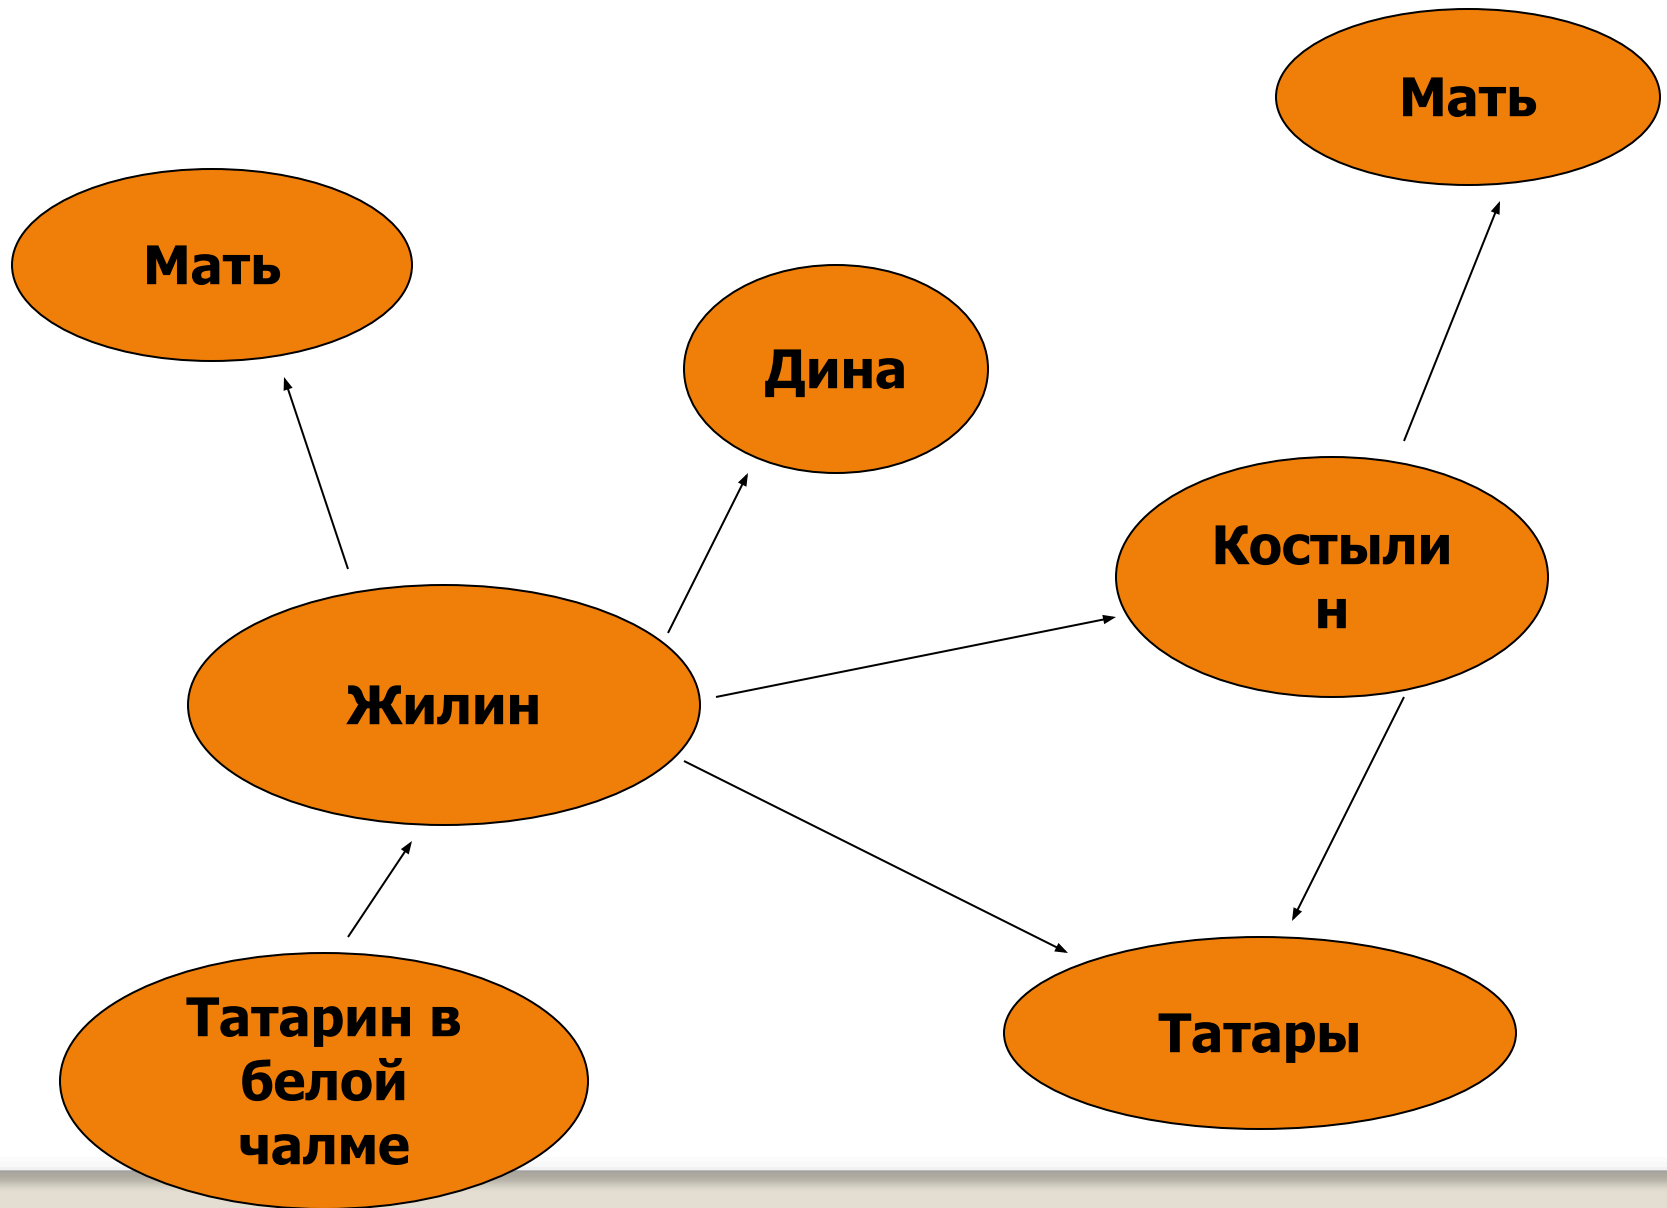 Мать
Мать
Дина
Костыли
н
Жилин
Татарин в
белой
чалме
Татары